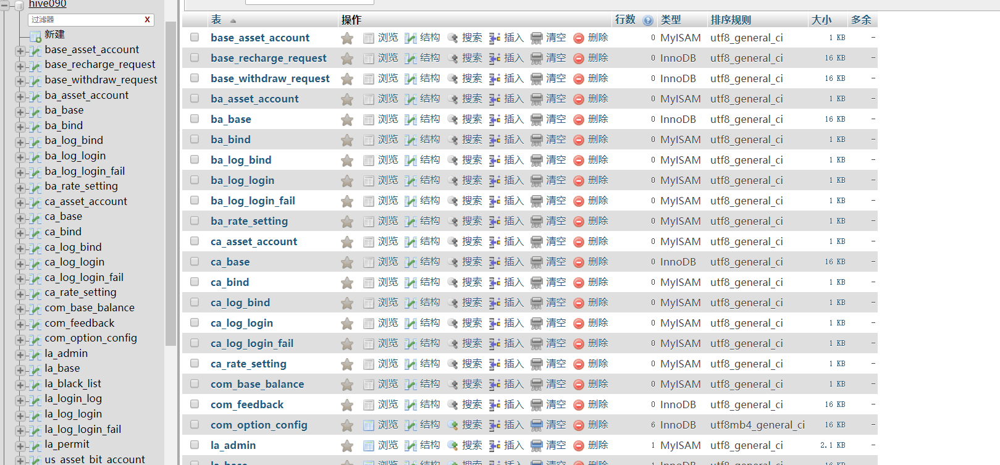 hive090
过滤器 X
新建
base_asset_account
base_recharge_request
base_withdraw_request
ba_asset_account
ba_base
ba_bind
ba_log_bind
ba_log_login
ba_log_login_fail
ba_rate_setting
ca_asset_account
ca_base
ca_bind
ca_log_bind
ca_log_login
ca_log_login_fail
ca_rate_setting
com_base_balance
com_feedback
com_option_config
la_admin
la_base
la_black_list
la_login_log
la_log_login
la_log_login_fail
la_permit
us_asset_bit_account
表 操作 行数 类型 排序规则 大小 多余
base_asset_account 浏览 结构 搜索 插入 清空 删除 0 MyISAM utf8_general_ci 1 KB -
base_recharge_request 浏览 结构 搜索 插入 清空 删除 0 InnoDB utf8_general_ci 16 KB -
base_withdraw_request 浏览 结构 搜索 插入 清空 删除 0 InnoDB utf8_general_ci 16 KB -
ba_asset_account 浏览 结构 搜索 插入 清空 删除 0 MyISAM utf8_general_ci 1 KB -
ba_base 浏览 结构 搜索 插入 清空 删除 0 InnoDB utf8_general_ci 16 KB -
ba_bind 浏览 结构 搜索 插入 清空 删除 0 MyISAM utf8_general_ci 1 KB -
ba_log_bind 浏览 结构 搜索 插入 清空 删除 0 MyISAM utf8_general_ci 1 KB -
ba_log_login 浏览 结构 搜索 插入 清空 删除 0 MyISAM utf8_general_ci 1 KB -
ba_log_login_fail 浏览 结构 搜索 插入 清空 删除 0 MyISAM utf8_general_ci 1 KB -
ba_rate_setting 浏览 结构 搜索 插入 清空 删除 0 MyISAM utf8_general_ci 1 KB -
ca_asset_account 浏览 结构 搜索 插入 清空 删除 0 MyISAM utf8_general_ci 1 KB -
ca_base 浏览 结构 搜索 插入 清空 删除 0 InnoDB utf8_general_ci 16 KB -
ca_bind 浏览 结构 搜索 插入 清空 删除 0 MyISAM utf8_general_ci 1 KB -
ca_log_bind 浏览 结构 搜索 插入 清空 删除 0 MyISAM utf8_general_ci 1 KB -
ca_log_login 浏览 结构 搜索 插入 清空 删除 0 MyISAM utf8_general_ci 1 KB -
ca_log_login_fail 浏览 结构 搜索 插入 清空 删除 0 MyISAM utf8_general_ci 1 KB -
ca_rate_setting 浏览 结构 搜索 插入 清空 删除 0 MyISAM utf8_general_ci 1 KB -
com_base_balance 浏览 结构 搜索 插入 清空 删除 0 MyISAM utf8_general_ci 1 KB -
com_feedback 浏览 结构 搜索 插入 清空 删除 0 InnoDB utf8_general_ci 16 KB -
com_option_config 浏览 结构 搜索 插入 清空 删除 6 InnoDB utf8mb4_general_ci 16 KB -
la_admin 浏览 结构 搜索 插入 清空 删除 1 MyISAM utf8_general_ci 2.1 KB -